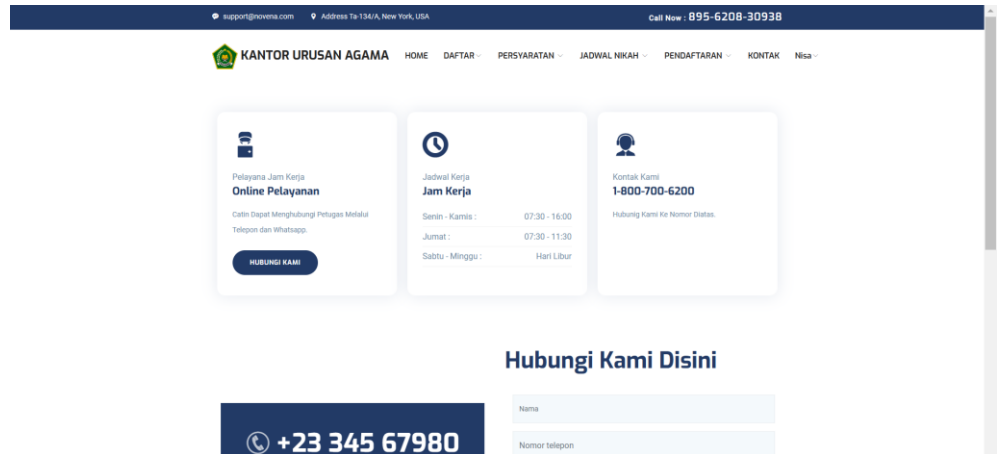 support@novena.com Address Ta-134/A, New York, USA Call Now : 895-6208-30938
KANTOR URUSAN AGAMA HOME DAFTAR PERSYARATAN JADWAL NIKAH PENDAFTARAN KONTAK Nisa
Pelayana Jam Kerja
Online Pelayanan
Catin Dapat Menghubungi Petugas Melalui
Telepon dan Whatsapp.
HUBUNGI KAMI
Jadwal Kerja
Jam Kerja
Senin - Kamis : 07:30 - 16:00
Jumat : 07:30 - 11:30
Sabtu - Minggu : Hari Libur
Kontak Kami
1-800-700-6200
Hubunig Kami Ke Nomor Diatas.
Hubungi Kami Disini
+23 345 67980
Nama
Nomor telepon